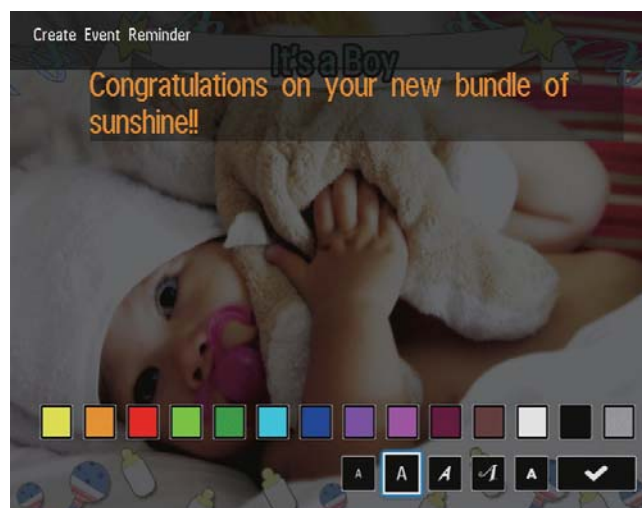 Create Event Reminder
It's a Boy
Congratulations on your new bundle of
sunshine!!
A A A A A